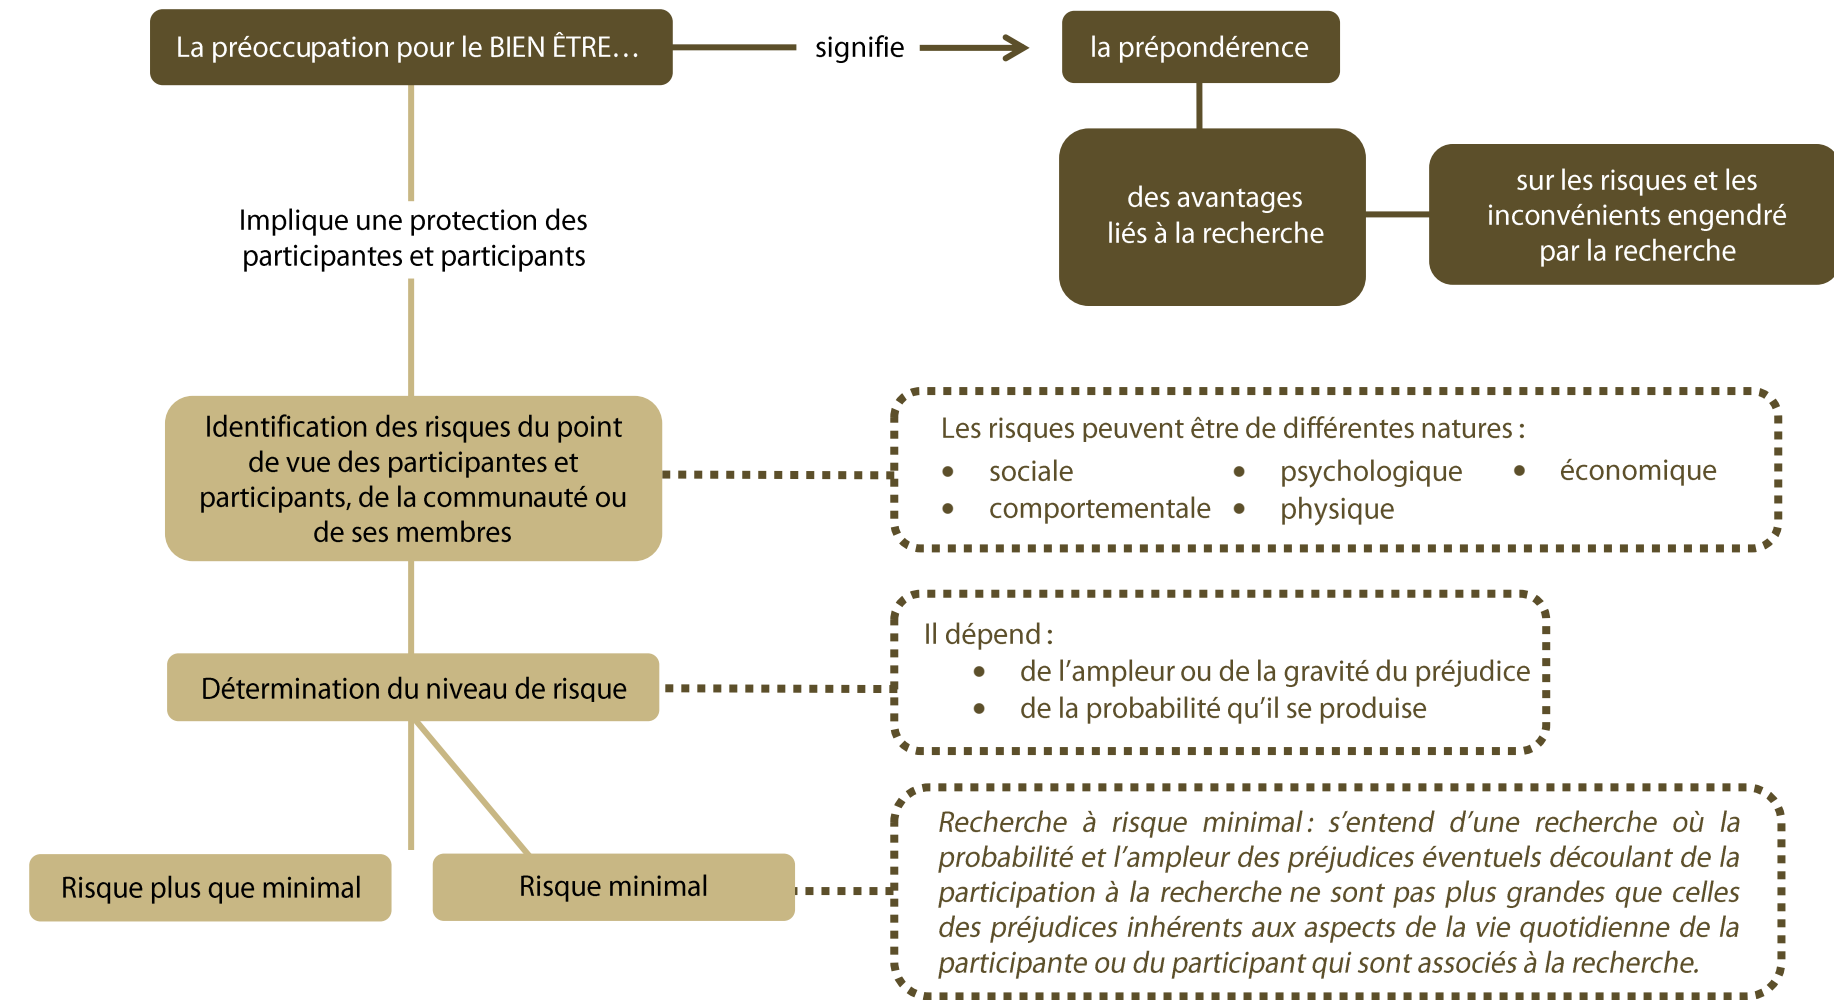 La préoccupation pour le BIEN ÊTRE…
signifie
la prépondérence
des avantages
liés à la recherche
sur les risques et les
inconvénients engendré
par la recherche
Implique une protection des
participantes et participants
Identification des risques du point
de vue des participantes et
participants, de la communauté ou
de ses membres
Les risques peuvent être de différentes natures :
• sociale • psychologique • économique
• comportementale • physique
Détermination du niveau de risque
Il dépend :
• de l’ampleur ou de la gravité du préjudice
• de la probabilité qu’il se produise
Risque plus que minimal
Risque minimal
Recherche à risque minimal : s’entend d’une recherche où la
probabilité et l’ampleur des préjudices éventuels découlant de la
participation à la recherche ne sont pas plus grandes que celles
des préjudices inhérents aux aspects de la vie quotidienne de la
participante ou du participant qui sont associés à la recherche.